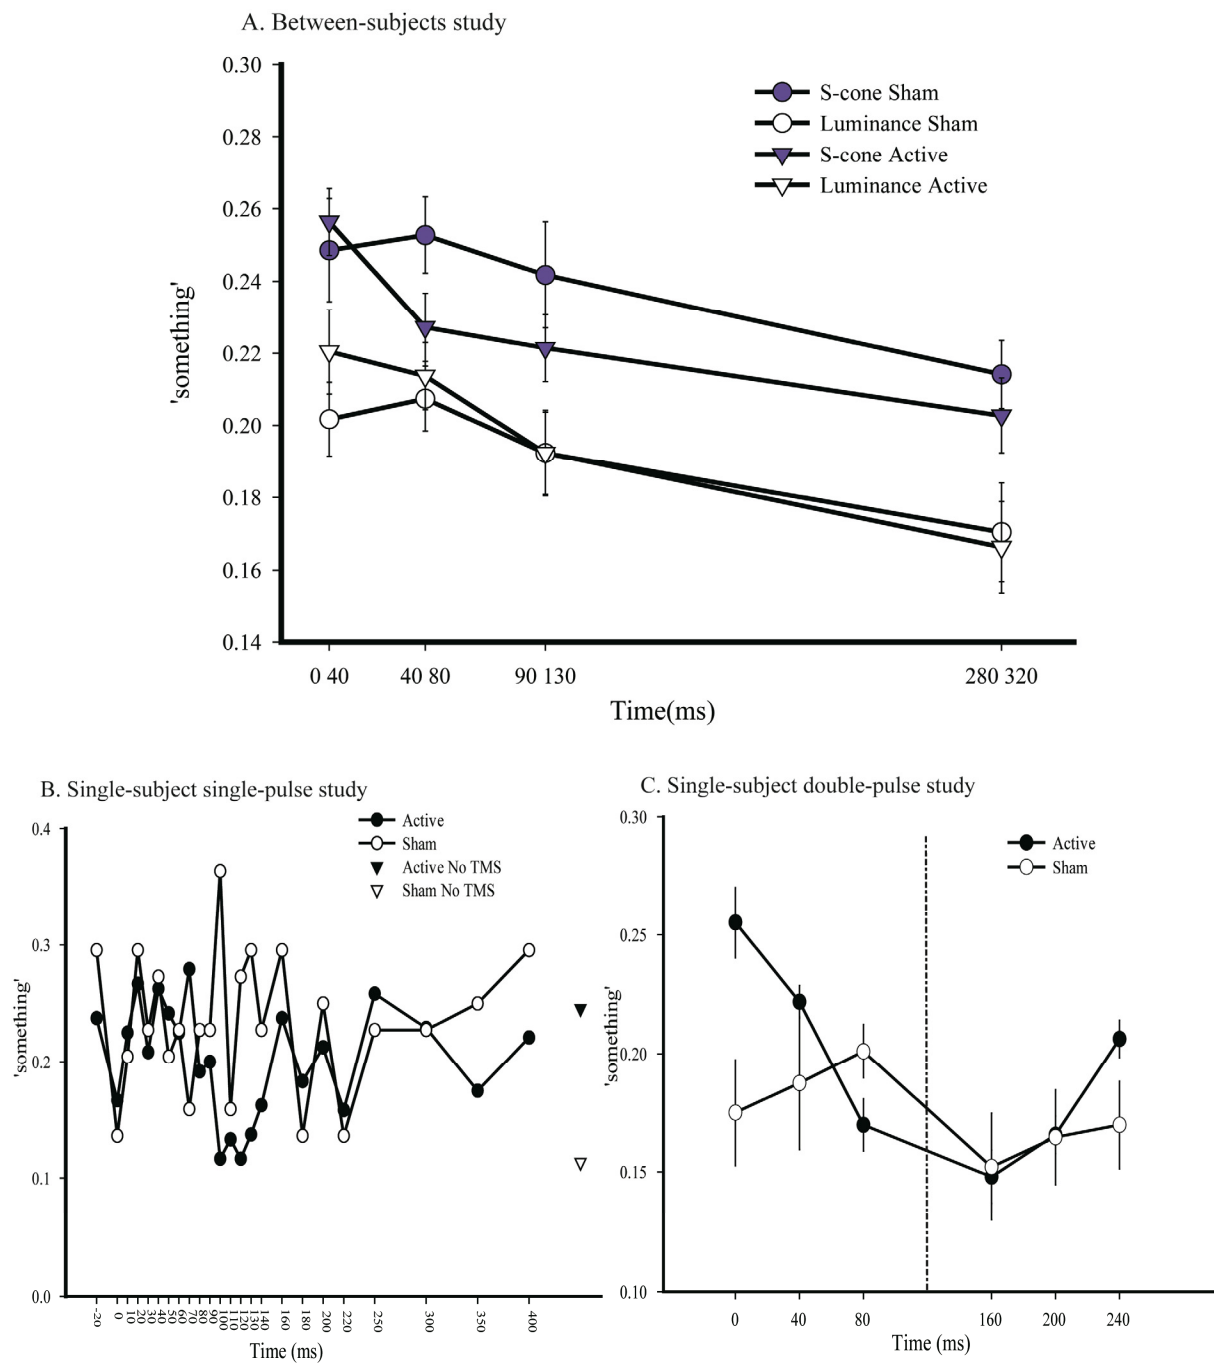 A. Between-subjects study
0.30
0.28
0.26
0.24
0.22
0.20
0.18
0.16
0.14
'something'
S-cone Sham
Luminance Sham
S-cone Active
Luminance Active
0 40
40 80
90 130
280 320
Time(ms)
B. Single-subject single-pulse study
Active
Sham
Active No TMS
Sham No TMS
0.4
0.3
0.2
0.1
0.0
'something'
-20
0
10
20
30
40
50
60
70
80
90
100
110
120
130
140
160
180
200
220
250
300
350
400
Time (ms)
C. Single-subject double-pulse study
Active
Sham
0.30
0.25
0.20
0.15
0.10
'something'
0
40
80
160
200
240
Time (ms)